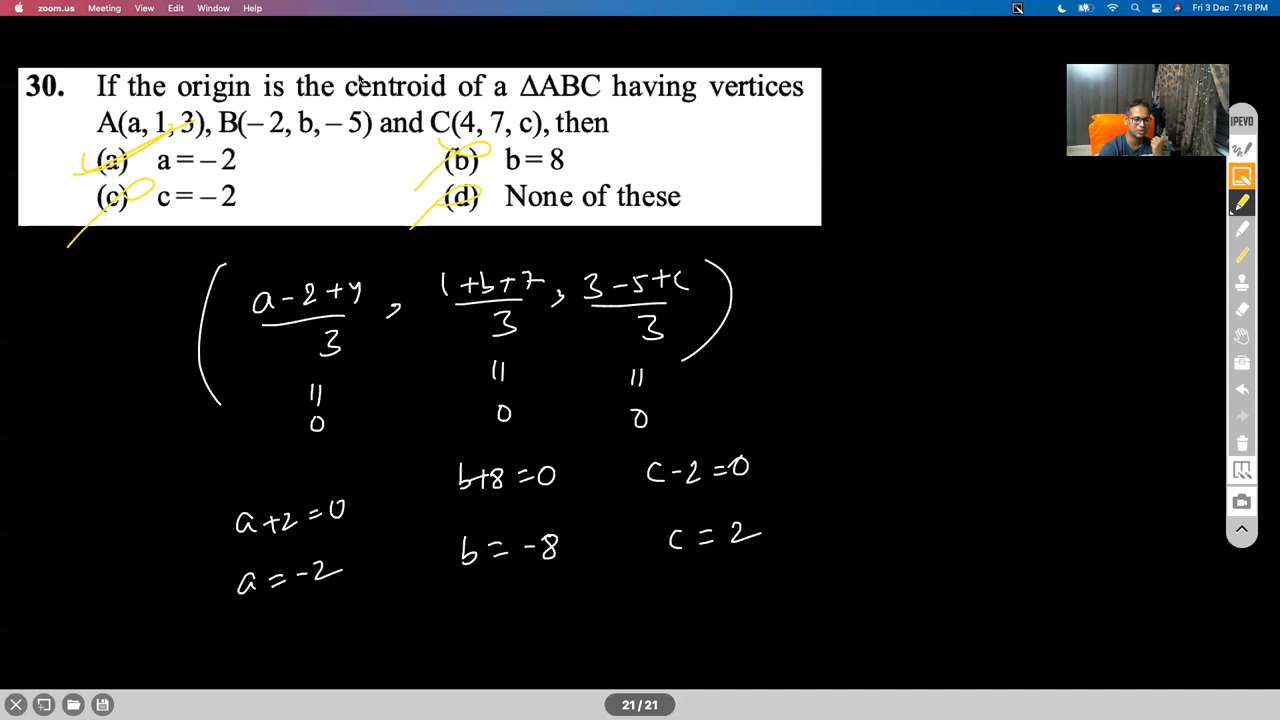 zoom.us Meeting View Edit Window Help Fri 3 Dec 7:16 PM
30. If the origin is the centroid of a ΔABC having vertices
A(a, 1, 3), B(– 2, b, – 5) and C(4, 7, c), then
(a) a = – 2 (b) b = 8
(c) c = – 2 (d) None of these
IPEVO
( a - 2 + 4 / 3 , 1 + b + 7 / 3 , 3 - 5 + c / 3 )
= = =
0 0 0
b+8 = 0 c - 2 = 0
a + 2 = 0
b = -8 c = 2
a = -2
21 / 21